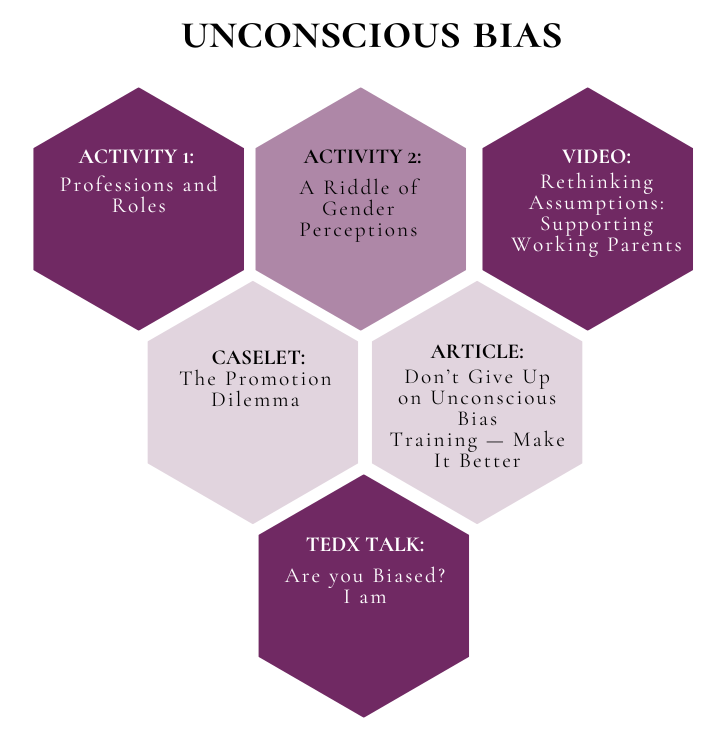 UNCONSCIOUS BIAS
ACTIVITY 1:
Professions and
Roles
ACTIVITY 2:
A Riddle of
Gender
Perceptions
VIDEO:
Rethinking
Assumptions:
Supporting
Working Parents
CASELET:
The Promotion
Dilemma
ARTICLE:
Don’t Give Up
on Unconscious
Bias
Training — Make
It Better
TEDX TALK:
Are you Biased?
I am